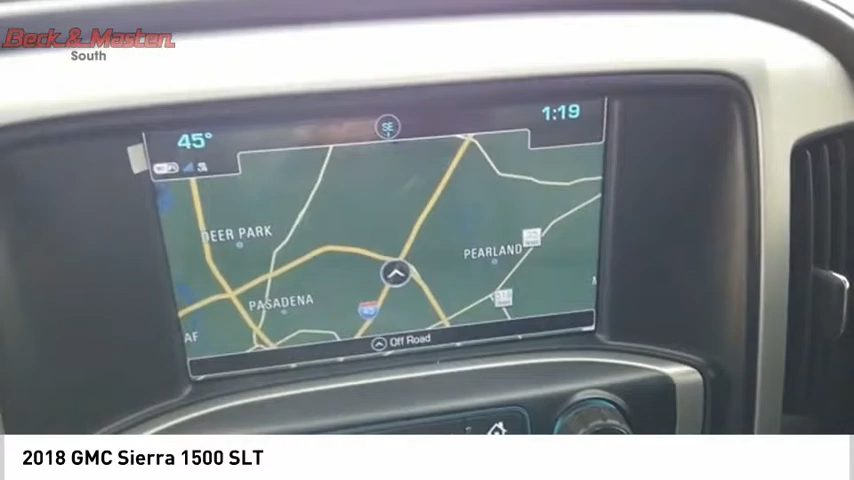 Beck & Masten
South
45°
SE
1:19
DEER PARK
PEARLAND
PASADENA
45
Off Road
2018 GMC Sierra 1500 SLT